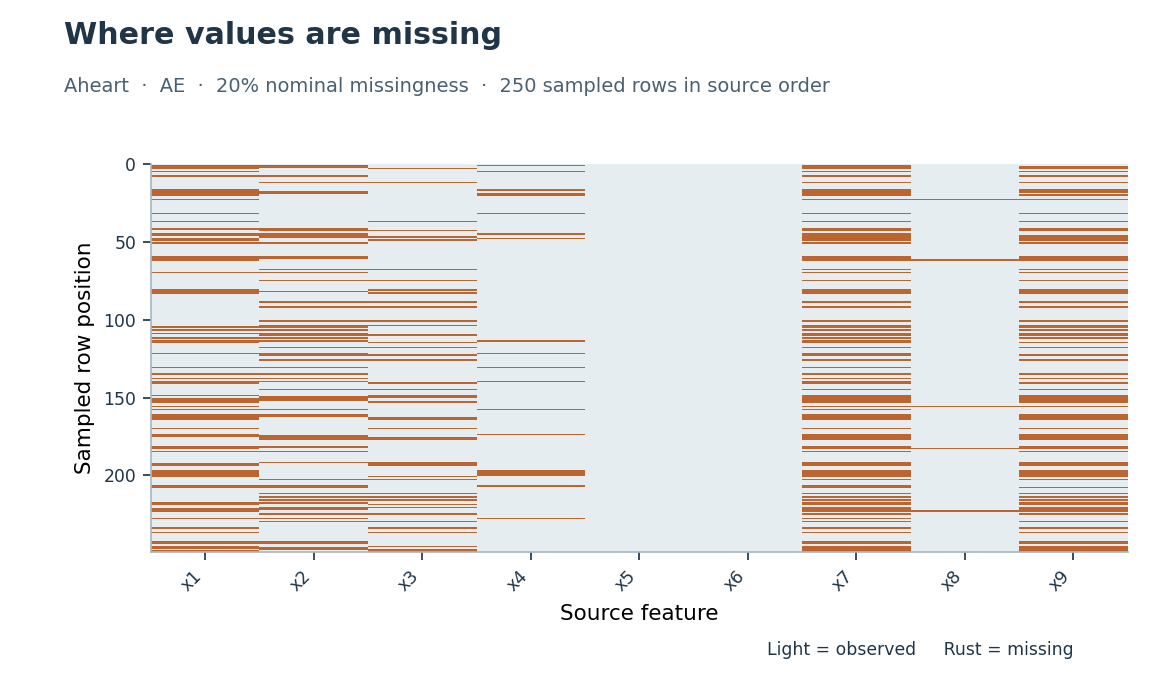 Where values are missing
Aheart · AE · 20% nominal missingness · 250 sampled rows in source order
0
50
100
150
200
Sampled row position
x1 x2 x3 x4 x5 x6 x7 x8 x9
Source feature
Light = observed Rust = missing